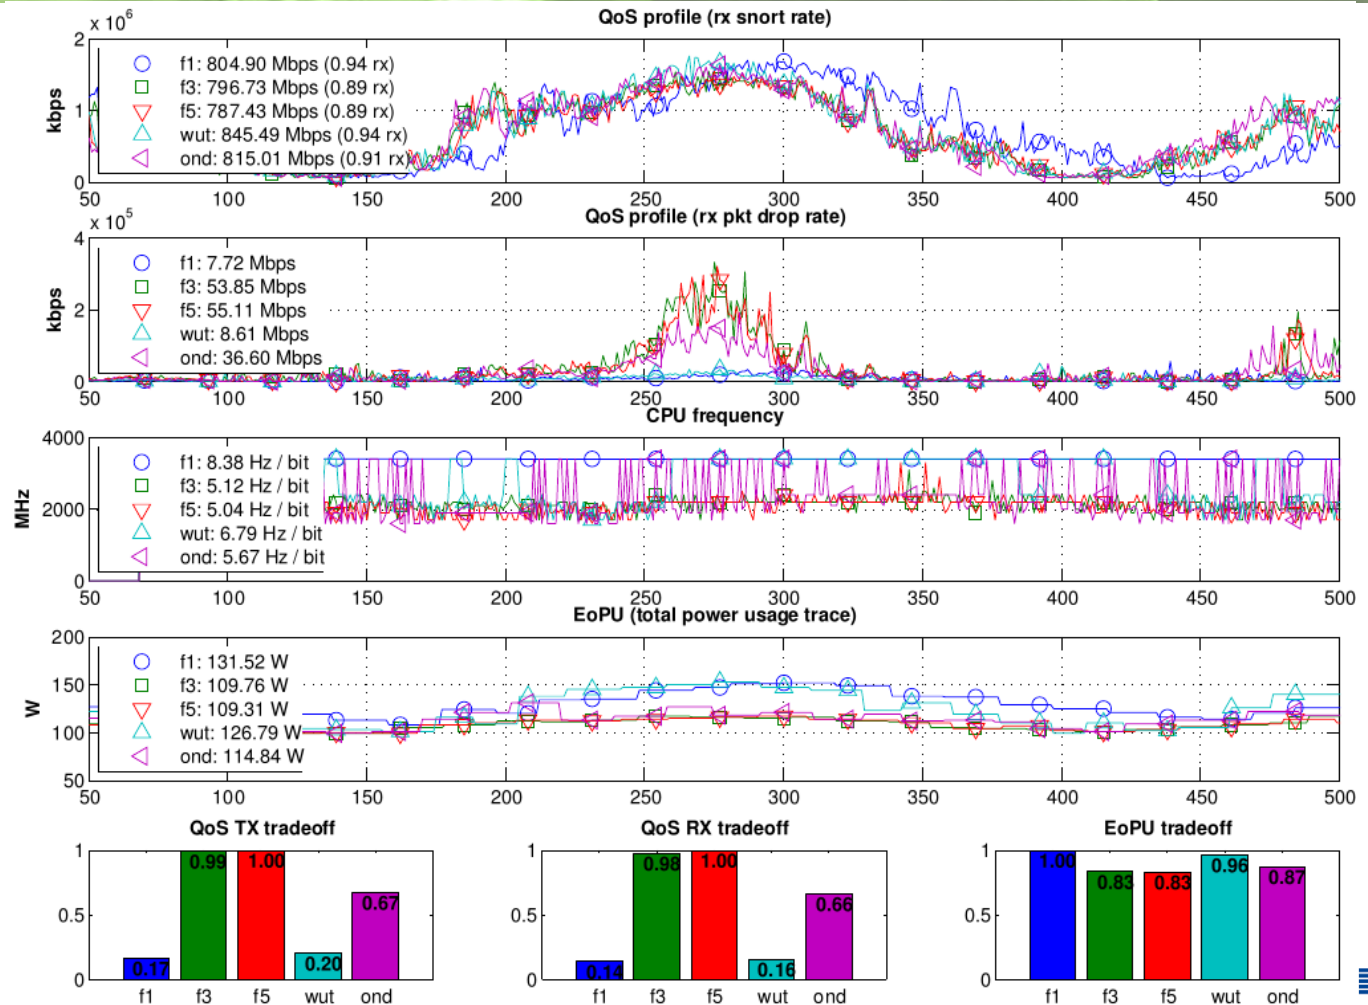 QoS profile (rx snort rate)
x 10^6
2
1
0
kbps
f1: 804.90 Mbps (0.94 rx)
f3: 796.73 Mbps (0.89 rx)
f5: 787.43 Mbps (0.89 rx)
wut: 845.49 Mbps (0.94 rx)
ond: 815.01 Mbps (0.91 rx)
50 100 150 200 250 300 350 400 450 500
QoS profile (rx pkt drop rate)
x 10^5
4
2
0
kbps
f1: 7.72 Mbps
f3: 53.85 Mbps
f5: 55.11 Mbps
wut: 8.61 Mbps
ond: 36.60 Mbps
50 100 150 200 250 300 350 400 450 500
CPU frequency
4000
2000
0
MHz
f1: 8.38 Hz / bit
f3: 5.12 Hz / bit
f5: 5.04 Hz / bit
wut: 6.79 Hz / bit
ond: 5.67 Hz / bit
50 100 150 200 250 300 350 400 450 500
EoPU (total power usage trace)
200
150
100
50
W
f1: 131.52 W
f3: 109.76 W
f5: 109.31 W
wut: 126.79 W
ond: 114.84 W
50 100 150 200 250 300 350 400 450 500
QoS TX tradeoff
1
0.5
0
0.17 0.99 1.00 0.20 0.67
f1 f3 f5 wut ond
QoS RX tradeoff
1
0.5
0
0.14 0.98 1.00 0.16 0.66
f1 f3 f5 wut ond
EoPU tradeoff
1
0.5
0
1.00 0.83 0.83 0.96 0.87
f1 f3 f5 wut ond